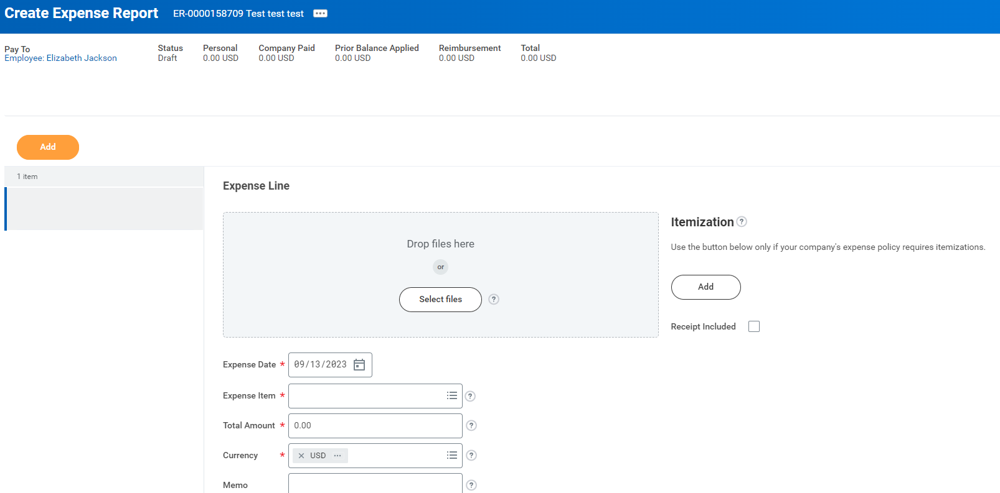 Create Expense Report ER-0000158709 Test test test
Pay To
Employee: Elizabeth Jackson
Status
Draft
Personal
0.00 USD
Company Paid
0.00 USD
Prior Balance Applied
0.00 USD
Reimbursement
0.00 USD
Total
0.00 USD
Add
1 item
Expense Line
Drop files here
or
Select files ?
Itemization ?
Use the button below only if your company's expense policy requires itemizations.
Add
Receipt Included
Expense Date * 09/13/2023
Expense Item * ?
Total Amount * 0.00 ?
Currency * × USD ... ?
Memo ?